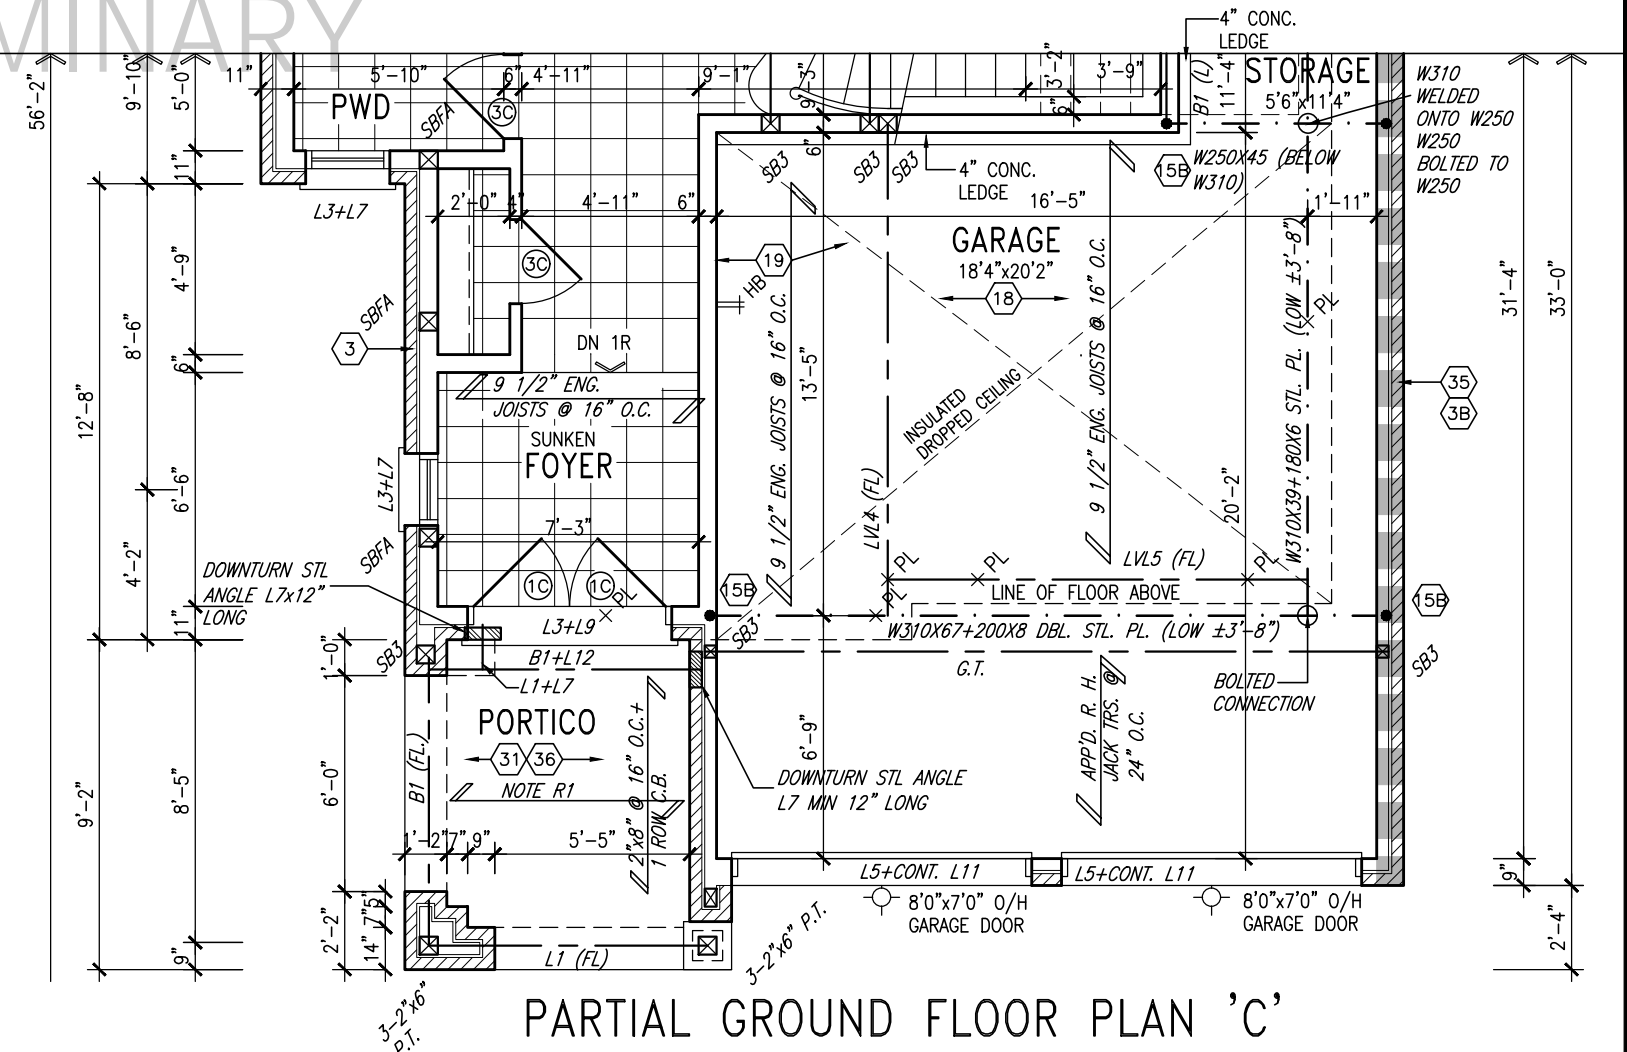 MINARY
4" CONC.
LEDGE
56'-2"
9'-10"
5'-0"
11"
5'-10"
6"
4'-11"
9'-1"
9'-3"
3'-2"
6"
3'-9"
B1 (L)
11'-4"
STORAGE
5'6"x11'4"
W310
WELDED
ONTO W250
W250
BOLTED TO
W250
PWD
SBFA
3C
11"
6"
SB3
SB3
SB3
4" CONC.
LEDGE
15B
W250X45 (BELOW
W310)
L3+L7
2'-0"
4"
4'-11"
6"
16'-5"
1'-11"
GARAGE
18'4"x20'2"
19
18
3C
HB
4'-9"
8'-6"
SBFA
3
6"
DN 1R
9 1/2" ENG.
JOISTS @ 16" O.C.
SUNKEN
FOYER
13'-5"
9 1/2" ENG. JOISTS @ 16" O.C.
9 1/2" ENG. JOISTS @ 16" O.C.
INSULATED
DROPPED CEILING
W310X39+180X6 STL. PL. (LOW ±3'-8")
PL
31'-4"
33'-0"
35
3B
12'-8"
L3+L7
6'-6"
4'-2"
SBFA
7'-3"
LVL4 (FL)
20'-2"
DOWNTURN STL
ANGLE L7x12"
LONG
1C
1C
PL
15B
PL
PL
PL
LVL5 (FL)
PL
LINE OF FLOOR ABOVE
15B
11"
L3+L9
SB3
W310X67+200X8 DBL. STL. PL. (LOW ±3'-8")
1'-0"
SB3
B1+L12
L1+L7
G.T.
SB3
BOLTED
CONNECTION
PORTICO
31
36
NOTE R1
B1 (FL.)
2"x8" @ 16" O.C.+
1 ROW C.B.
6'-9"
APP'D. R. H.
JACK TRS. @
24" O.C.
DOWNTURN STL ANGLE
L7 MIN 12" LONG
9'-2"
8'-5"
6'-0"
1'-2"
7"
9"
5'-5"
L5+CONT. L11
L5+CONT. L11
8'0"x7'0" O/H
GARAGE DOOR
8'0"x7'0" O/H
GARAGE DOOR
9"
2'-4"
9"
2'-2"
14"
7"
5"
L1 (FL)
3-2"x6" P.T.
3-2"x6"
P.T.
PARTIAL GROUND FLOOR PLAN 'C'